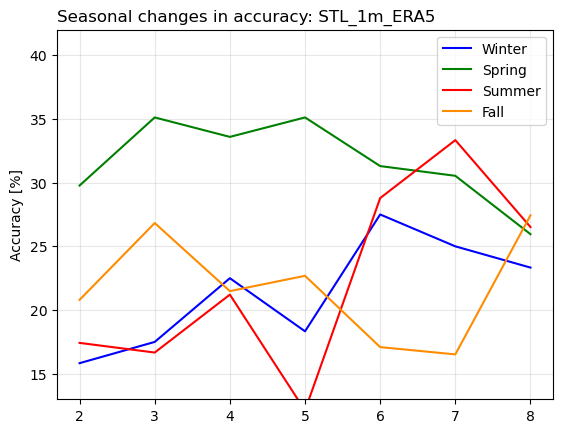 Seasonal changes in accuracy: STL_1m_ERA5
40
35
30
25
20
15
Accuracy [%]
Winter
Spring
Summer
Fall
2 3 4 5 6 7 8